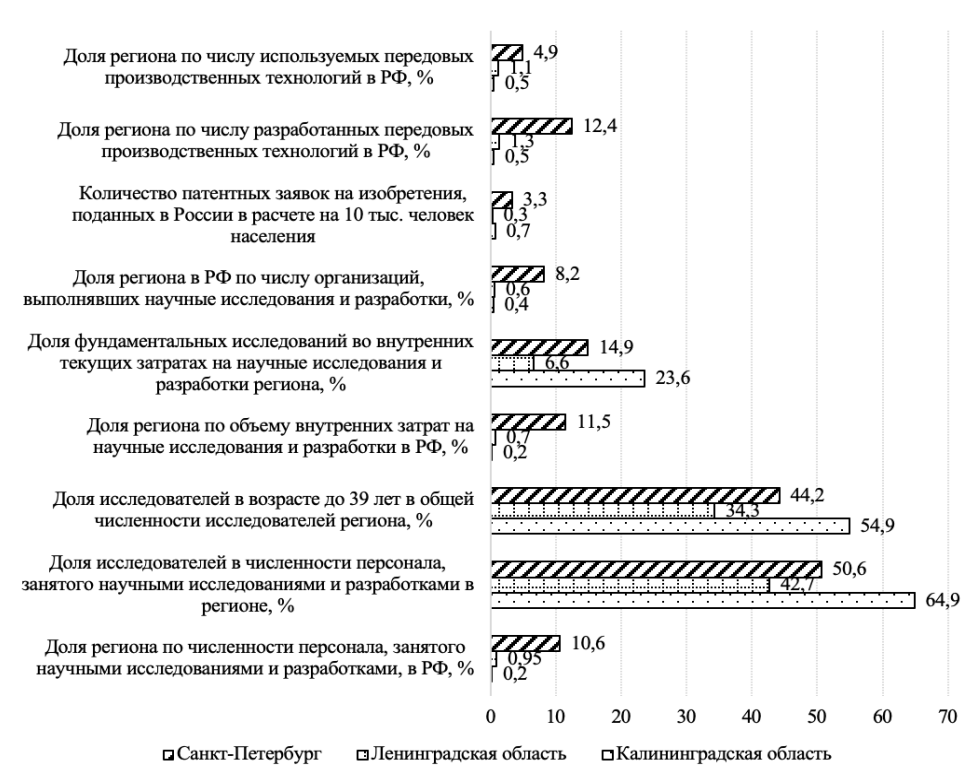 Доля региона по числу используемых передовых
производственных технологий в РФ, %
4,9
1,1
0,5
Доля региона по числу разработанных передовых
производственных технологий в РФ, %
12,4
1,3
0,5
Количество патентных заявок на изобретения,
поданных в России в расчете на 10 тыс. человек
населения
3,3
0,3
0,7
Доля региона в РФ по числу организаций,
выполнявших научные исследования и разработки, %
8,2
0,6
0,4
Доля фундаментальных исследований во внутренних
текущих затратах на научные исследования и
разработки региона, %
14,9
6,6
23,6
Доля региона по объему внутренних затрат на
научные исследования и разработки в РФ, %
11,5
0,7
0,2
Доля исследователей в возрасте до 39 лет в общей
численности исследователей региона, %
44,2
34,3
54,9
Доля исследователей в численности персонала,
занятого научными исследованиями и разработками в
регионе, %
50,6
42,7
64,9
Доля региона по численности персонала, занятого
научными исследованиями и разработками, в РФ, %
10,6
0,95
0,2
0 10 20 30 40 50 60 70
Санкт-Петербург Ленинградская область Калининградская область